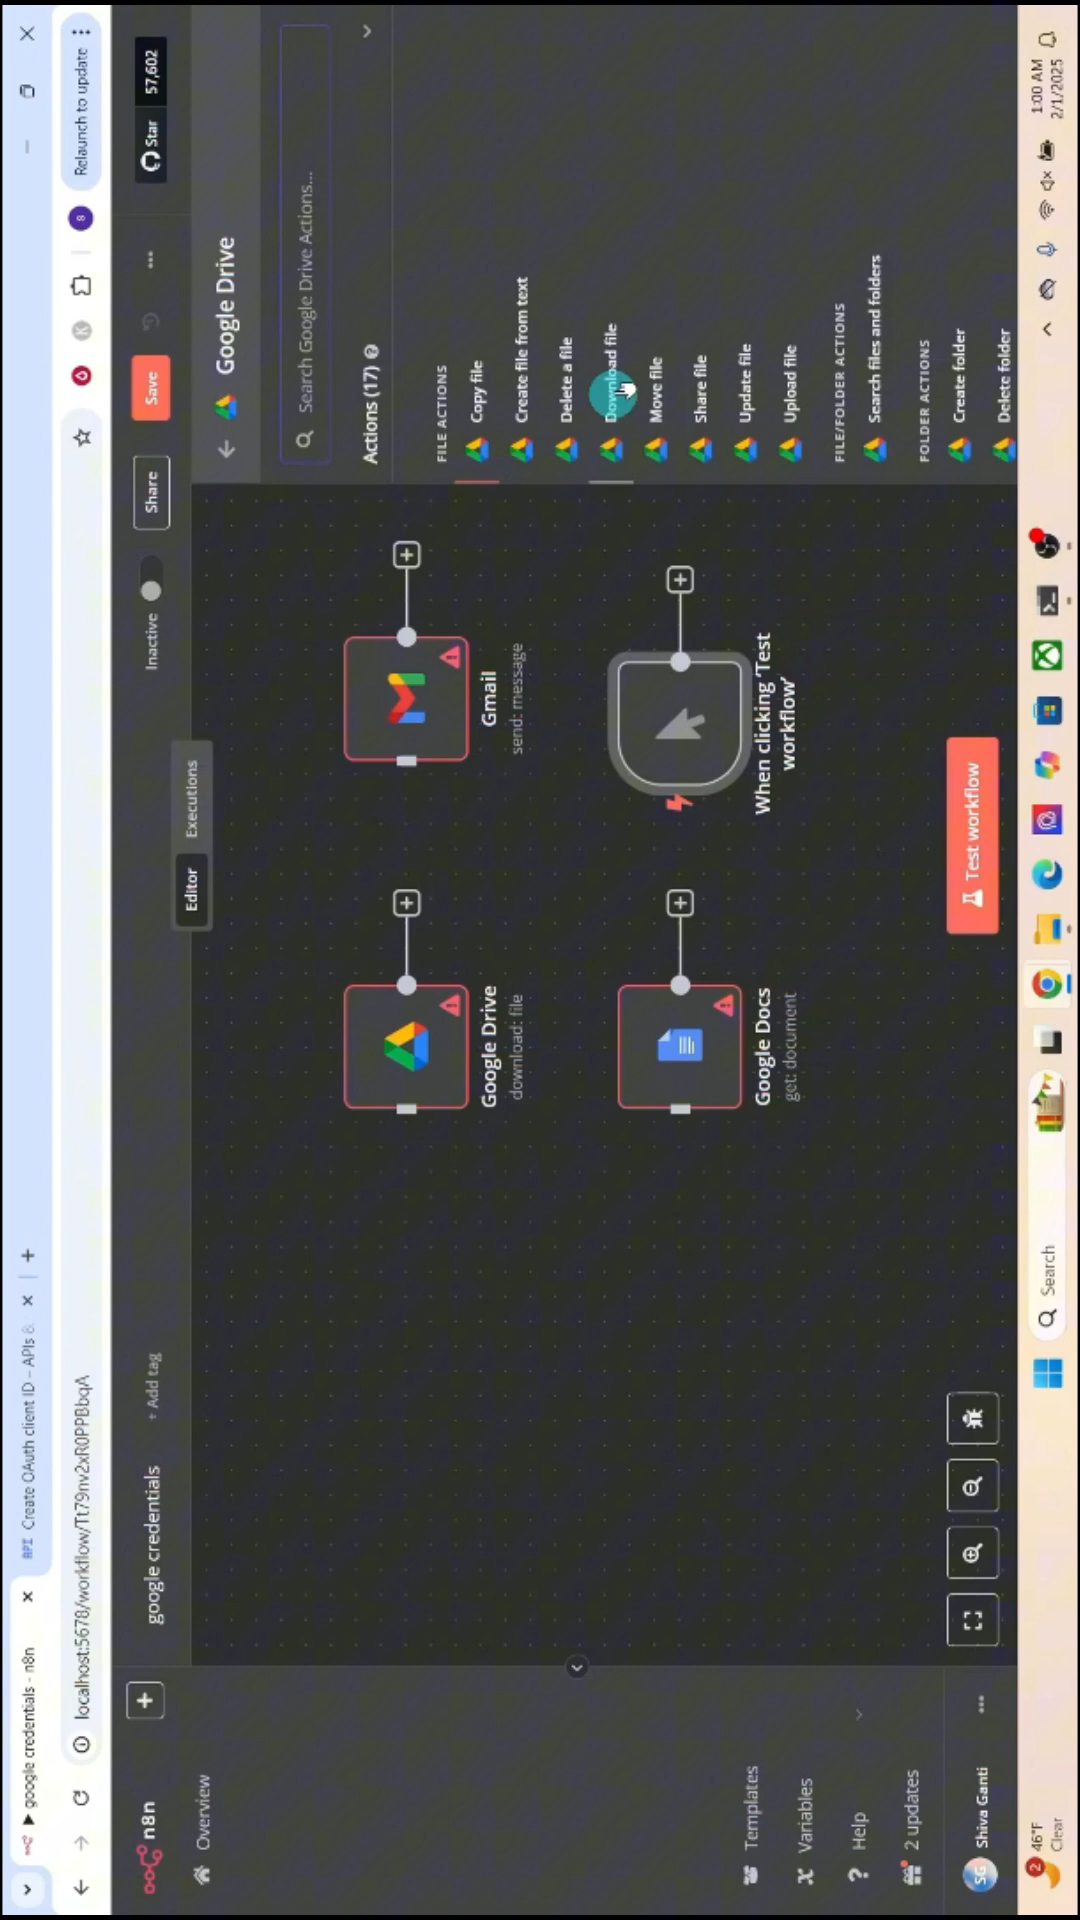 google credentials - n8n
API Create OAuth client ID – APIs &
localhost:5678/workflow/Tt79nv2xR0PPBbqA
K
s
Relaunch to update
n8n
google credentials
+ Add tag
Inactive
Share
Save
Star 57,602
Overview
Editor
Executions
Google Drive
Search Google Drive Actions...
Actions (17)
FILE ACTIONS
Copy file
Create file from text
Delete a file
Download file
Move file
Share file
Update file
Upload file
FILE/FOLDER ACTIONS
Search files and folders
FOLDER ACTIONS
Create folder
Delete folder
Google Drive
download: file
Gmail
send: message
Google Docs
get: document
When clicking 'Test
workflow'
Test workflow
Templates
Variables
Help
2 updates
SG Shiva Ganti
2
46°F
Clear
Search
1:00 AM
2/1/2025